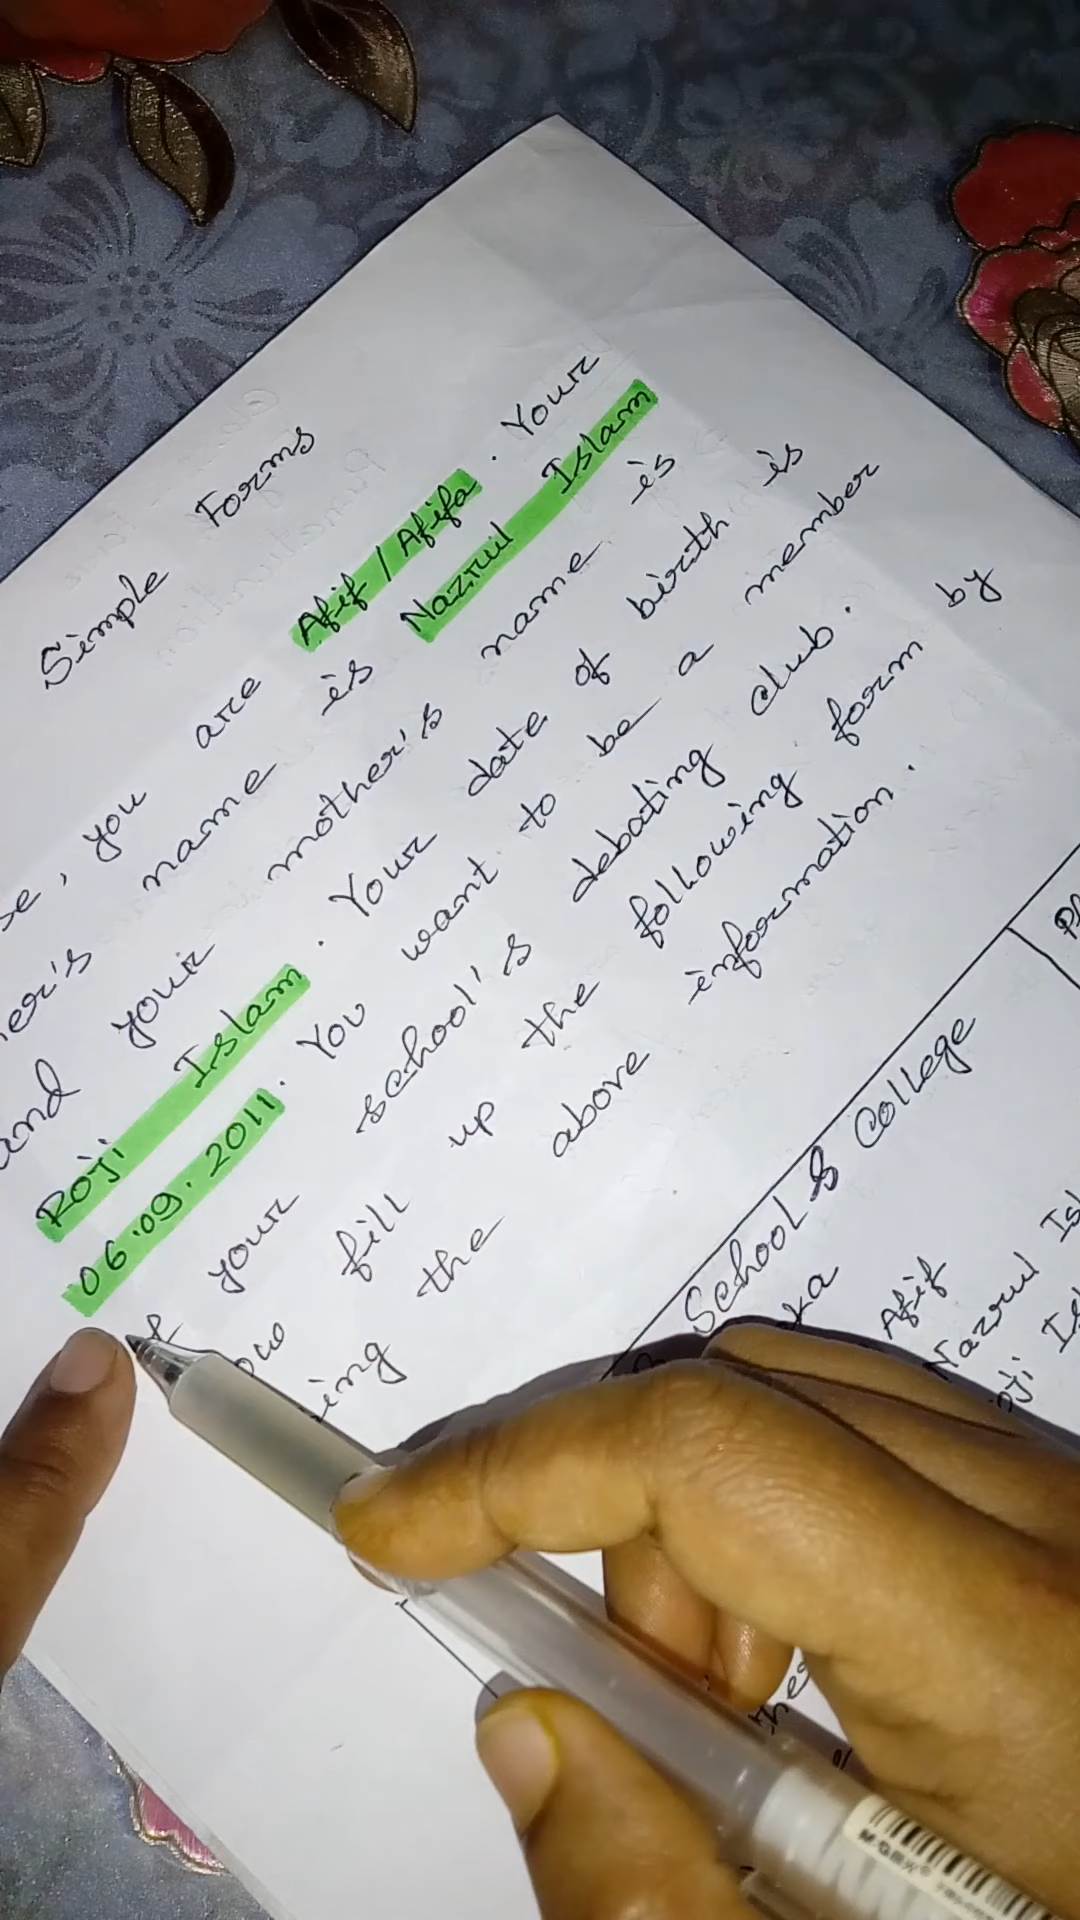 Simple Forms
you are Afif / Afifa. Your
name is Nazrul Islam
and your mother's name is
Roji Islam. Your date of birth is
06.09.2011. You want to be a member
your school's debating club.
fill up the following form by
the above information.
School & College
Afif
Nazrul
M&G